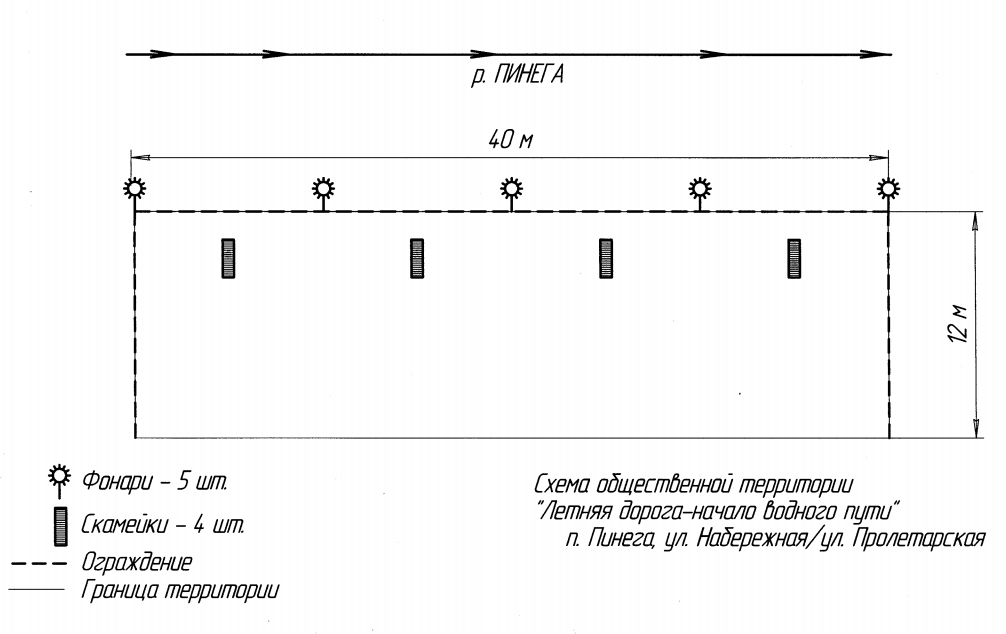 р. ПИНЕГА
40 м
12 м
Фонари – 5 шт.
Скамейки – 4 шт.
Ограждение
Граница территории
Схема общественной территории
"Летняя дорога-начало водного пути"
п. Пинега, ул. Набережная/ул. Пролетарская